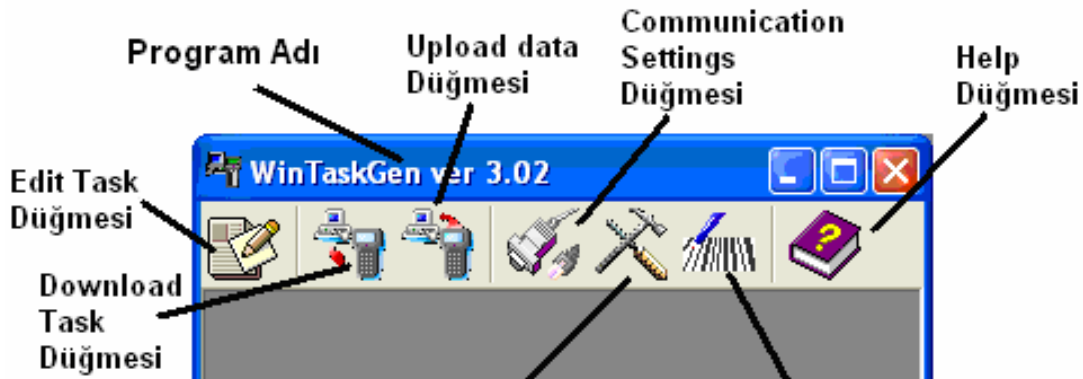 Program Adı
Upload data
Düğmesi
Communication
Settings
Düğmesi
Help
Düğmesi
WinTaskGen ver 3.02
Edit Task
Düğmesi
Download
Task
Düğmesi